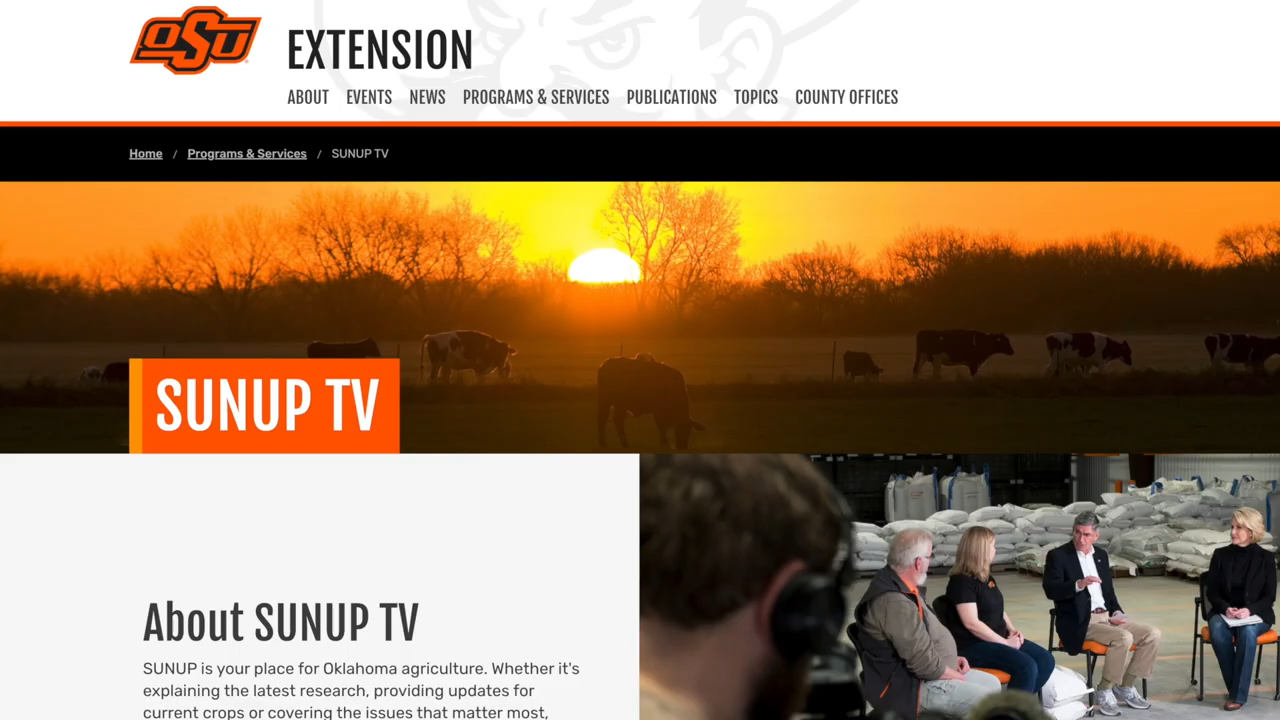 OSU
EXTENSION
ABOUT EVENTS NEWS PROGRAMS & SERVICES PUBLICATIONS TOPICS COUNTY OFFICES
Home / Programs & Services / SUNUP TV
SUNUP TV
About SUNUP TV
SUNUP is your place for Oklahoma agriculture. Whether it's
explaining the latest research, providing updates for
current crops or covering the issues that matter most,